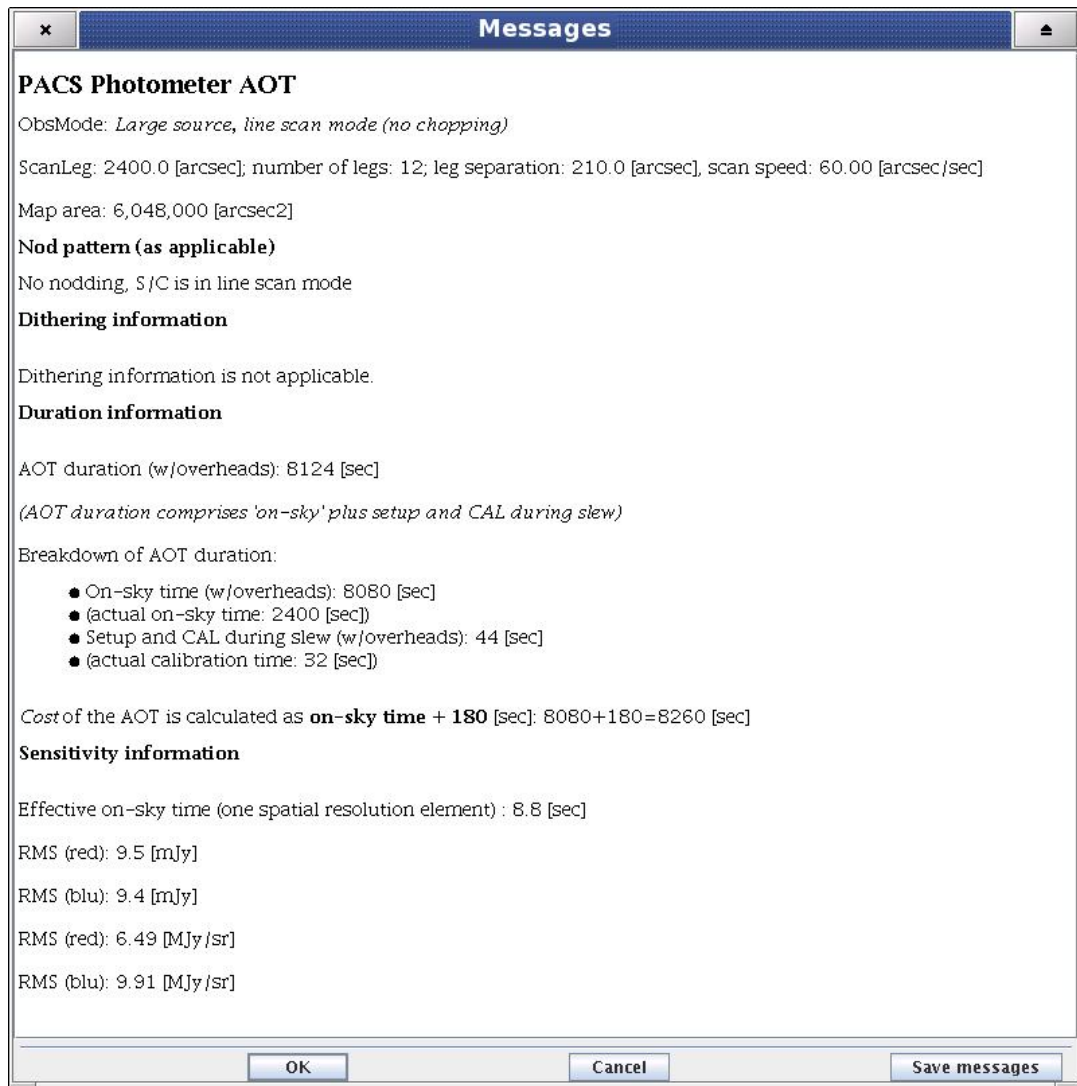 Messages
PACS Photometer AOT
ObsMode: Large source, line scan mode (no chopping)
ScanLeg: 2400.0 [arcsec]; number of legs: 12; leg separation: 210.0 [arcsec], scan speed: 60.00 [arcsec/sec]
Map area: 6,048,000 [arcsec2]
Nod pattern (as applicable)
No nodding, S/C is in line scan mode
Dithering information
Dithering information is not applicable.
Duration information
AOT duration (w/overheads): 8124 [sec]
(AOT duration comprises 'on-sky' plus setup and CAL during slew)
Breakdown of AOT duration:
● On-sky time (w/overheads): 8080 [sec]
● (actual on-sky time: 2400 [sec])
● Setup and CAL during slew (w/overheads): 44 [sec]
● (actual calibration time: 32 [sec])
Cost of the AOT is calculated as on-sky time + 180 [sec]: 8080+180=8260 [sec]
Sensitivity information
Effective on-sky time (one spatial resolution element) : 8.8 [sec]
RMS (red): 9.5 [mJy]
RMS (blu): 9.4 [mJy]
RMS (red): 6.49 [MJy/sr]
RMS (blu): 9.91 [MJy/sr]
OK Cancel Save messages